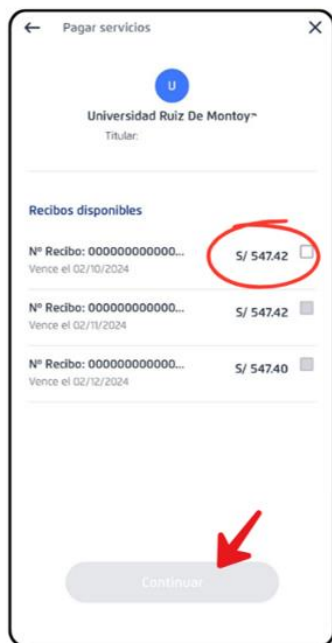 Pagar servicios
U
Universidad Ruiz De Montoy~
Titular:
Recibos disponibles
Nº Recibo: 000000000000...
S/ 547.42
Vence el 02/10/2024
Nº Recibo: 000000000000...
S/ 547.42
Vence el 02/11/2024
Nº Recibo: 000000000000...
S/ 547.40
Vence el 02/12/2024
Continuar